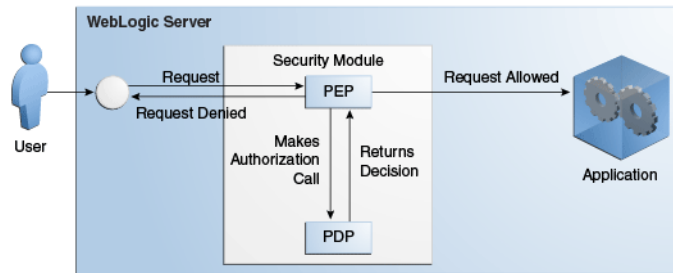 WebLogic Server
Security Module
Request
PEP
Request Allowed
Request Denied
User
Makes
Authorization
Call
Returns
Decision
Application
PDP